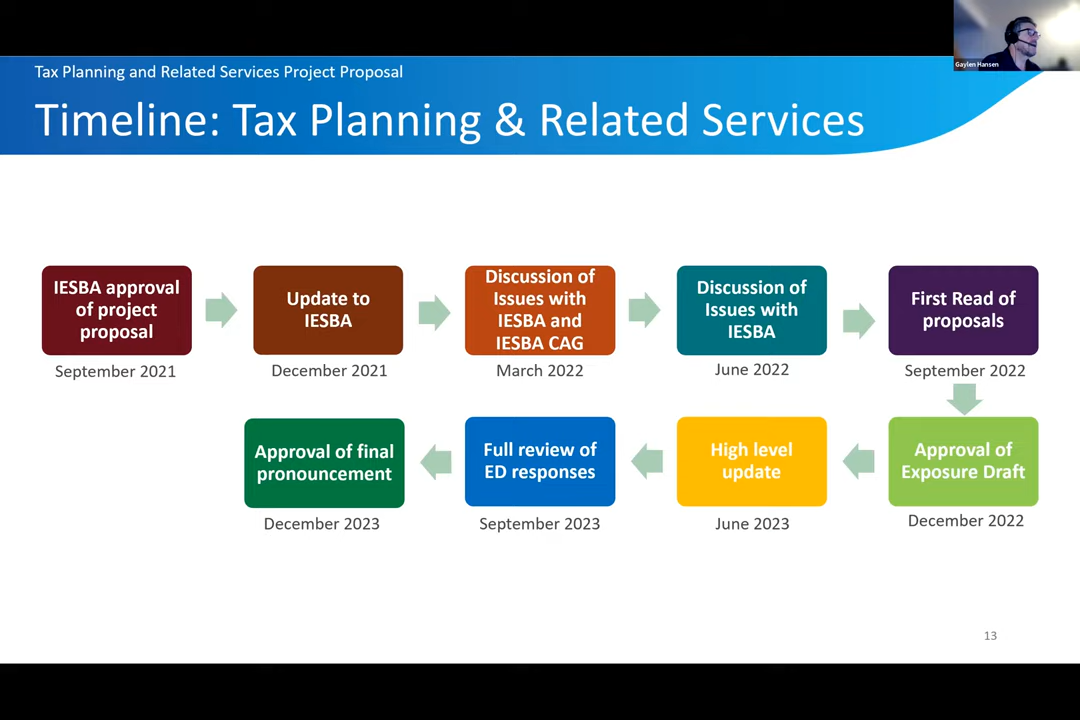 Gaylen Hansen
Tax Planning and Related Services Project Proposal
Timeline: Tax Planning & Related Services
IESBA approval
of project
proposal
September 2021
Update to
IESBA
December 2021
Discussion of
Issues with
IESBA and
IESBA CAG
March 2022
Discussion of
Issues with
IESBA
June 2022
First Read of
proposals
September 2022
Approval of
Exposure Draft
December 2022
High level
update
June 2023
Full review of
ED responses
September 2023
Approval of final
pronouncement
December 2023
13